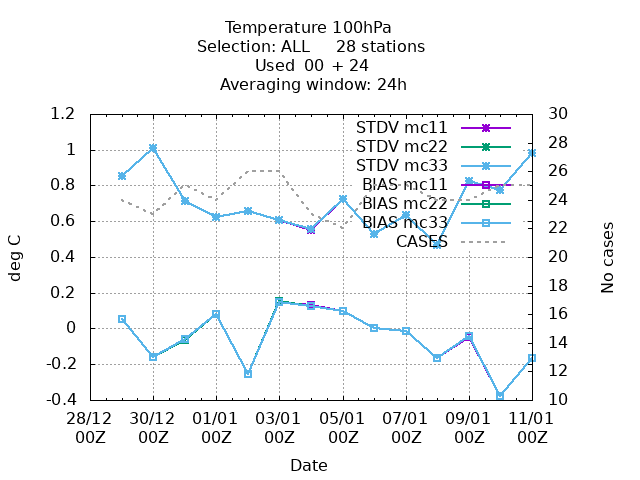 Temperature 100hPa
Selection: ALL 28 stations
Used 00 + 24
Averaging window: 24h
1.2
1
0.8
0.6
0.4
0.2
0
-0.2
-0.4
deg C
30
28
26
24
22
20
18
16
14
12
10
No cases
STDV mc11
STDV mc22
STDV mc33
BIAS mc11
BIAS mc22
BIAS mc33
CASES
28/12 30/12 01/01 03/01 05/01 07/01 09/01 11/01
00Z 00Z 00Z 00Z 00Z 00Z 00Z 00Z
Date